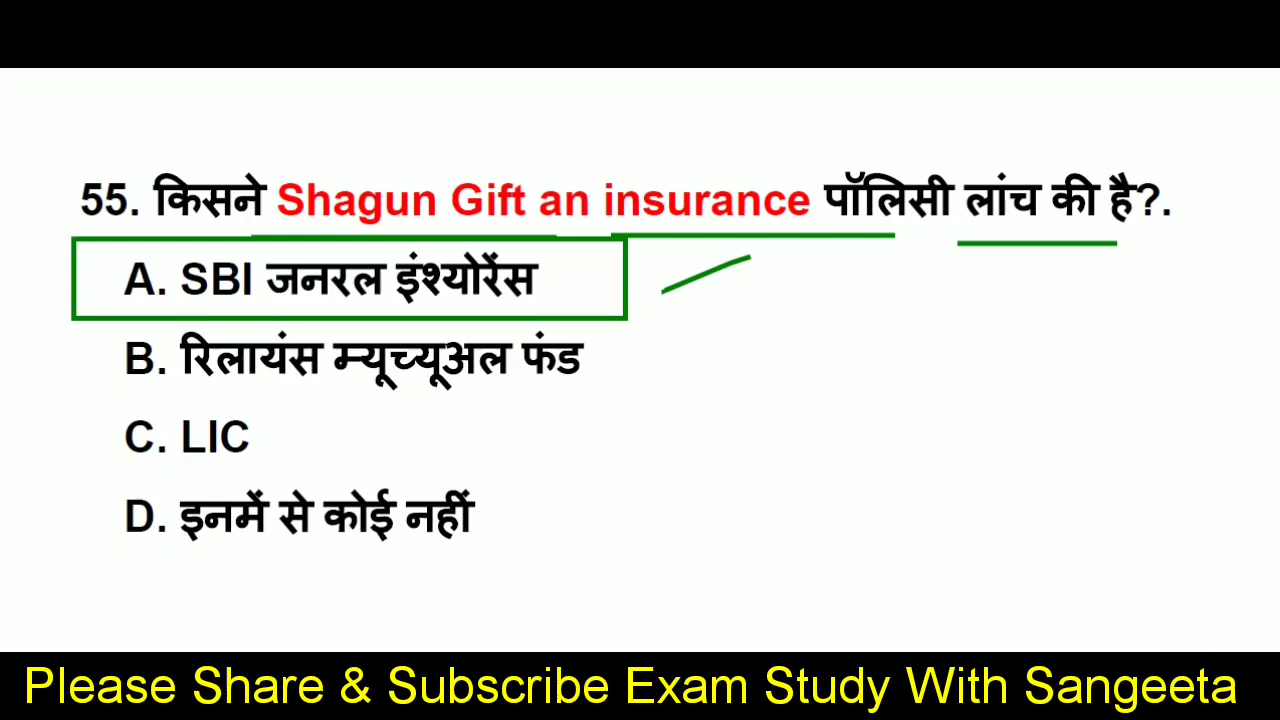 55. किसने Shagun Gift an insurance पॉलिसी लांच की है?.
A. SBI जनरल इंश्योरेंस
B. रिलायंस म्यूच्यूअल फंड
C. LIC
D. इनमें से कोई नहीं
Please Share & Subscribe Exam Study With Sangeeta